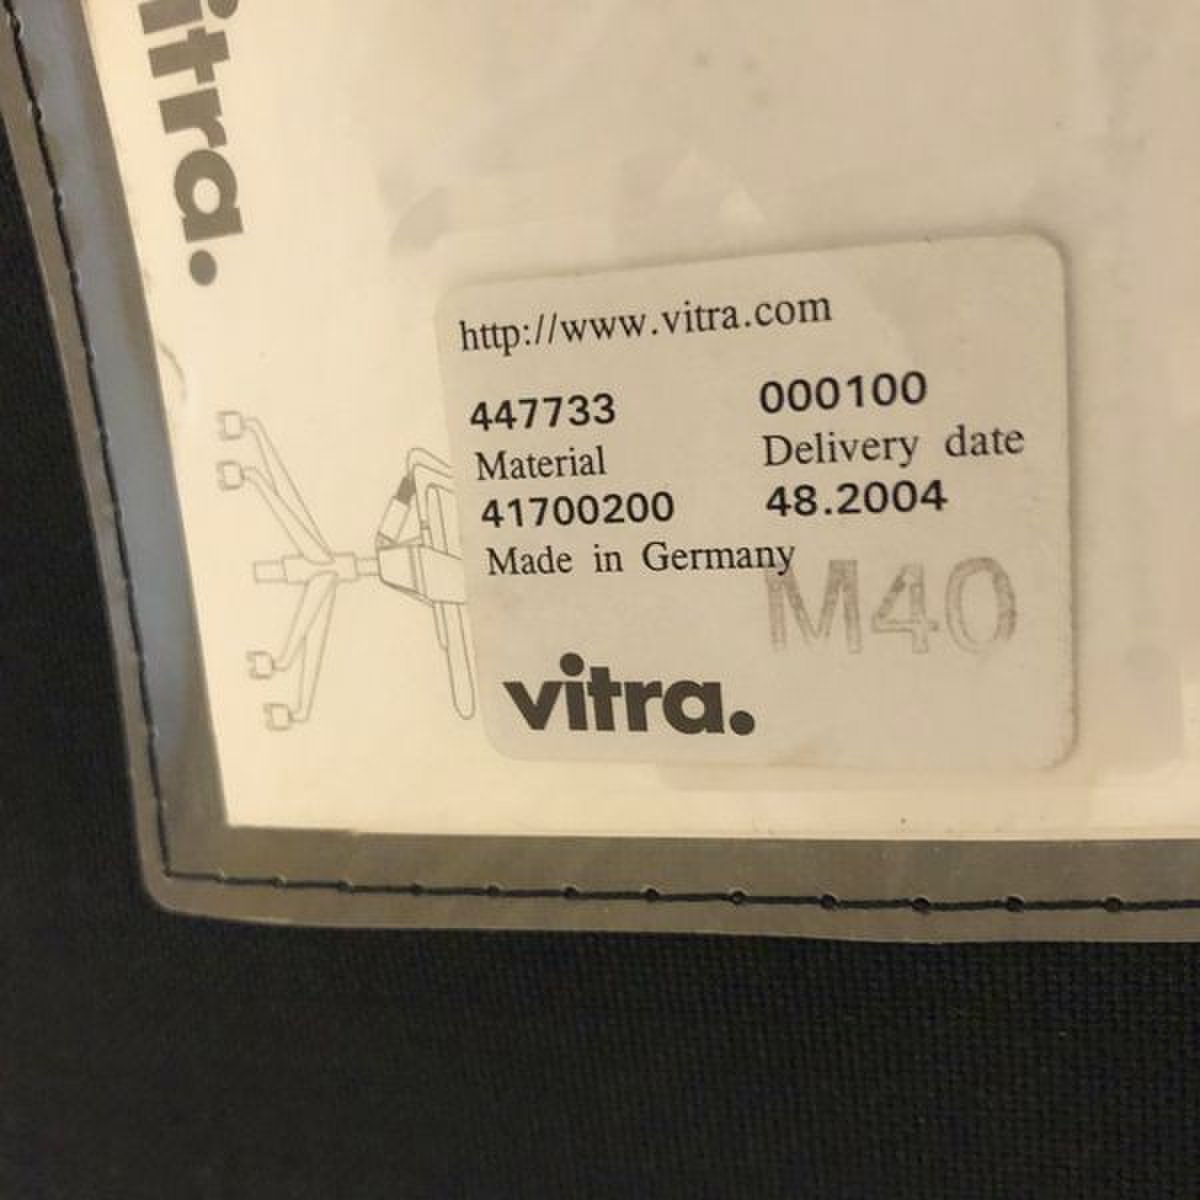 itra.
http://www.vitra.com
447733 000100
Material Delivery date
41700200 48.2004
Made in Germany
M40
vitra.